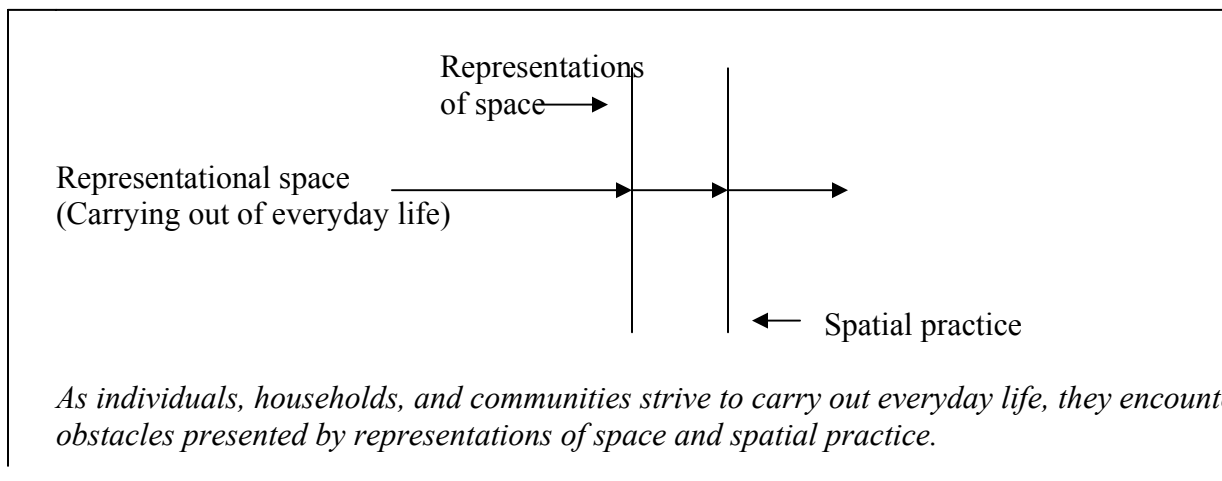 Representations
of space
Representational space
(Carrying out of everyday life)
Spatial practice
As individuals, households, and communities strive to carry out everyday life, they
obstacles presented by representations of space and spatial practice.